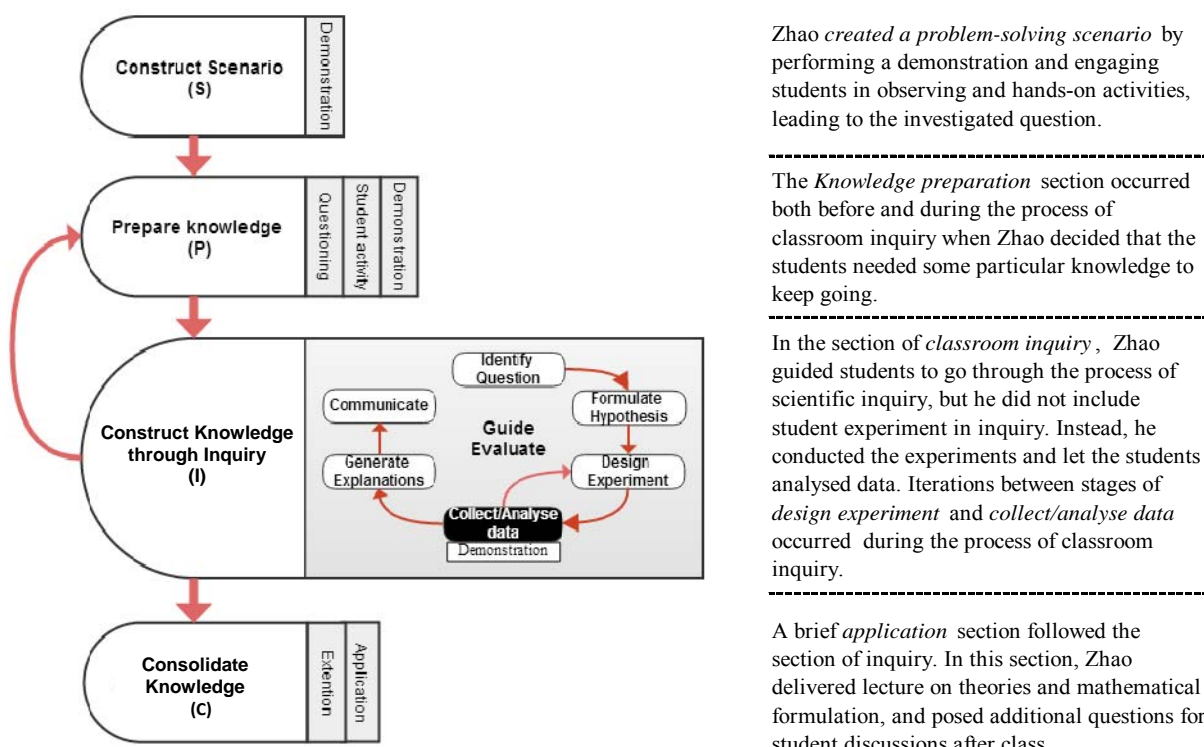 Construct Scenario
(S)
Demonstration
Zhao created a problem-solving scenario by
performing a demonstration and engaging
students in observing and hands-on activities,
leading to the investigated question.
Prepare knowledge
(P)
Questioning
Student activity
Demonstration
The Knowledge preparation section occurred
both before and during the process of
classroom inquiry when Zhao decided that the
students needed some particular knowledge to
keep going.
Construct Knowledge
through Inquiry
(I)
Identify
Question
Formulate
Hypothesis
Communicate
Guide
Evaluate
Generate
Explanations
Design
Experiment
Collect/Analyse
data
Demonstration
In the section of classroom inquiry , Zhao
guided students to go through the process of
scientific inquiry, but he did not include
student experiment in inquiry. Instead, he
conducted the experiments and let the students
analysed data. Iterations between stages of
design experiment and collect/analyse data
occurred during the process of classroom
inquiry.
Consolidate
Knowledge
(C)
Extention
Application
A brief application section followed the
section of inquiry. In this section, Zhao
delivered lecture on theories and mathematical
formulation, and posed additional questions for
student discussions after class.